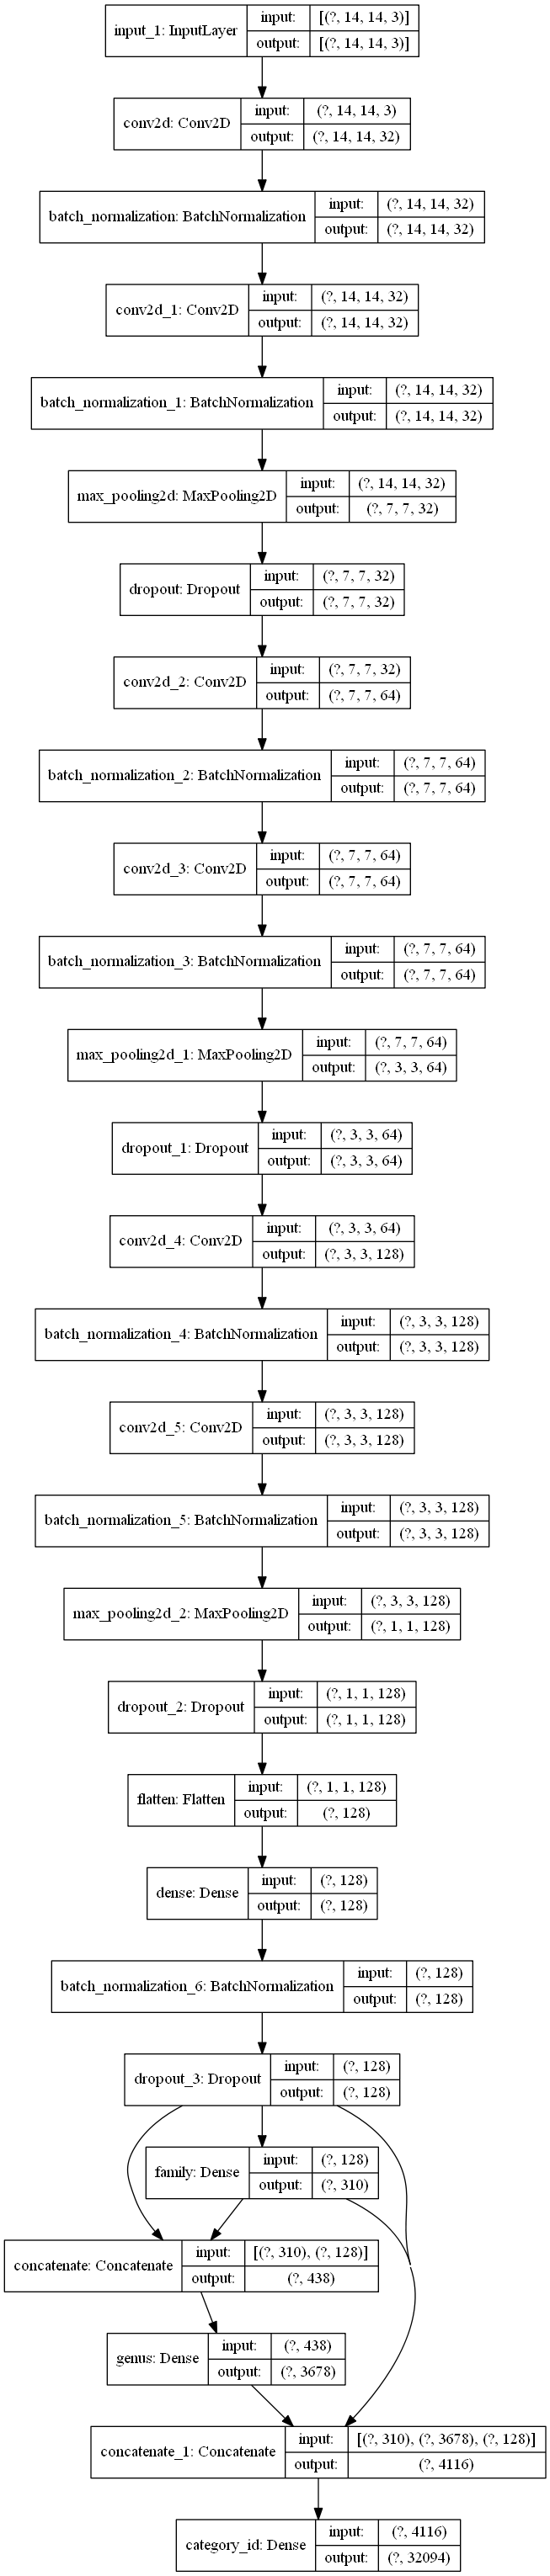 input_1: InputLayer
input: [(?, 14, 14, 3)]
output: [(?, 14, 14, 3)]
conv2d: Conv2D
input: (?, 14, 14, 3)
output: (?, 14, 14, 32)
batch_normalization: BatchNormalization
input: (?, 14, 14, 32)
output: (?, 14, 14, 32)
conv2d_1: Conv2D
input: (?, 14, 14, 32)
output: (?, 14, 14, 32)
batch_normalization_1: BatchNormalization
input: (?, 14, 14, 32)
output: (?, 14, 14, 32)
max_pooling2d: MaxPooling2D
input: (?, 14, 14, 32)
output: (?, 7, 7, 32)
dropout: Dropout
input: (?, 7, 7, 32)
output: (?, 7, 7, 32)
conv2d_2: Conv2D
input: (?, 7, 7, 32)
output: (?, 7, 7, 64)
batch_normalization_2: BatchNormalization
input: (?, 7, 7, 64)
output: (?, 7, 7, 64)
conv2d_3: Conv2D
input: (?, 7, 7, 64)
output: (?, 7, 7, 64)
batch_normalization_3: BatchNormalization
input: (?, 7, 7, 64)
output: (?, 7, 7, 64)
max_pooling2d_1: MaxPooling2D
input: (?, 7, 7, 64)
output: (?, 3, 3, 64)
dropout_1: Dropout
input: (?, 3, 3, 64)
output: (?, 3, 3, 64)
conv2d_4: Conv2D
input: (?, 3, 3, 64)
output: (?, 3, 3, 128)
batch_normalization_4: BatchNormalization
input: (?, 3, 3, 128)
output: (?, 3, 3, 128)
conv2d_5: Conv2D
input: (?, 3, 3, 128)
output: (?, 3, 3, 128)
batch_normalization_5: BatchNormalization
input: (?, 3, 3, 128)
output: (?, 3, 3, 128)
max_pooling2d_2: MaxPooling2D
input: (?, 3, 3, 128)
output: (?, 1, 1, 128)
dropout_2: Dropout
input: (?, 1, 1, 128)
output: (?, 1, 1, 128)
flatten: Flatten
input: (?, 1, 1, 128)
output: (?, 128)
dense: Dense
input: (?, 128)
output: (?, 128)
batch_normalization_6: BatchNormalization
input: (?, 128)
output: (?, 128)
dropout_3: Dropout
input: (?, 128)
output: (?, 128)
family: Dense
input: (?, 128)
output: (?, 310)
concatenate: Concatenate
input: [(?, 310), (?, 128)]
output: (?, 438)
genus: Dense
input: (?, 438)
output: (?, 3678)
concatenate_1: Concatenate
input: [(?, 310), (?, 3678), (?, 128)]
output: (?, 4116)
category_id: Dense
input: (?, 4116)
output: (?, 32094)